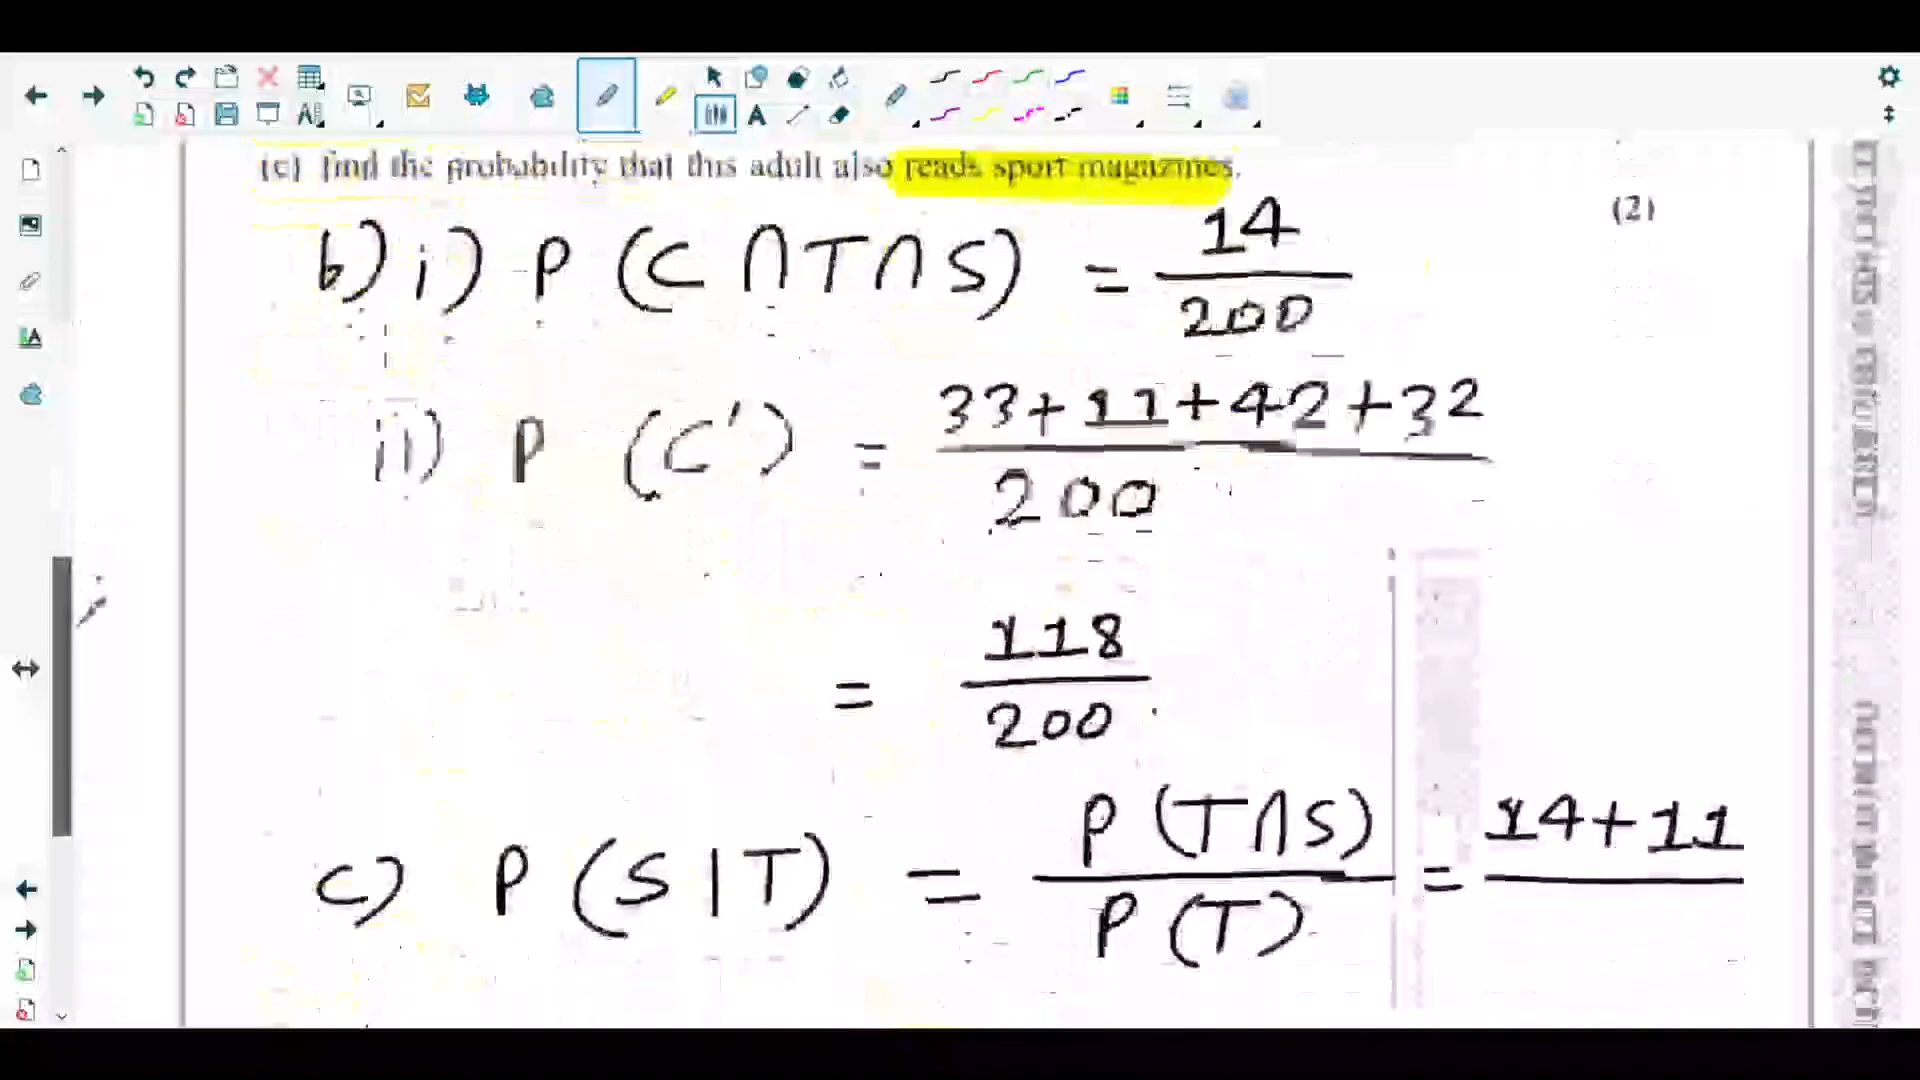 (c) find the probability that this adult also reads sport magazines.
(2)
b) i) P (C ∩ T ∩ S) = 14/200
ii) P (C') = 33+11+42+32/200
= 118/200
c) P (S | T) = P (T ∩ S)/P (T) = 14+11